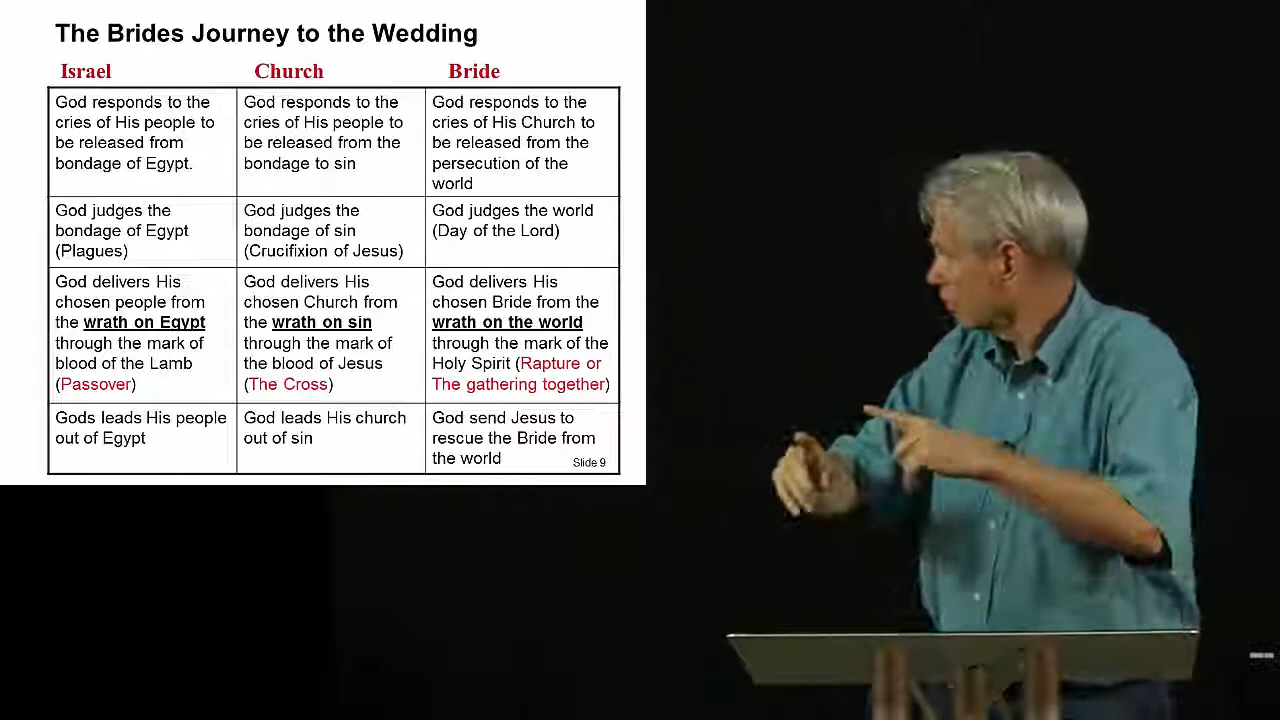 The Brides Journey to the Wedding
Israel
Church
Bride
God responds to the
cries of His people to
be released from
bondage of Egypt.
God responds to the
cries of His people to
be released from the
bondage to sin
God responds to the
cries of His Church to
be released from the
persecution of the
world
God judges the
bondage of Egypt
(Plagues)
God judges the
bondage of sin
(Crucifixion of Jesus)
God judges the world
(Day of the Lord)
God delivers His
chosen people from
the wrath on Egypt
through the mark of
blood of the Lamb
(Passover)
God delivers His
chosen Church from
the wrath on sin
through the mark of
the blood of Jesus
(The Cross)
God delivers His
chosen Bride from the
wrath on the world
through the mark of the
Holy Spirit (Rapture or
The gathering together)
Gods leads His people
out of Egypt
God leads His church
out of sin
God send Jesus to
rescue the Bride from
the world
Slide 9